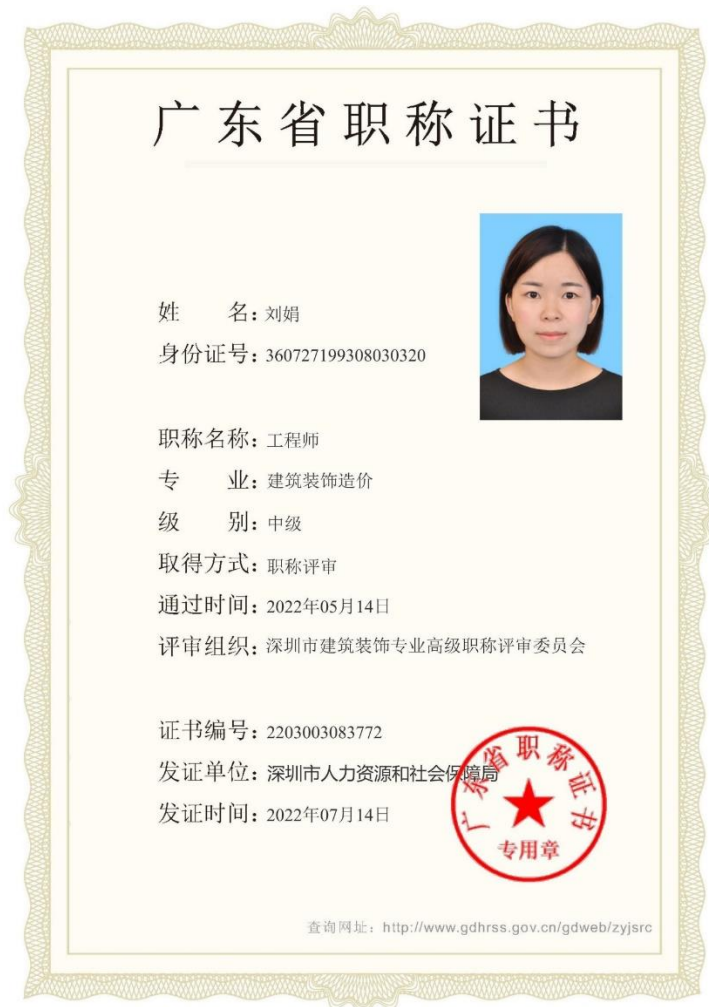 广东省职称证书
姓名：刘娟
身份证号：360727199308030320
职称名称：工程师
专业：建筑装饰造价
级别：中级
取得方式：职称评审
通过时间：2022年05月14日
评审组织：深圳市建筑装饰专业高级职称评审委员会
证书编号：2203003083772
发证单位：深圳市人力资源和社会保障局
发证时间：2022年07月14日
广东省职称证书
专用章
查询网址：http://www.gdhrss.gov.cn/gdweb/zyjsrc